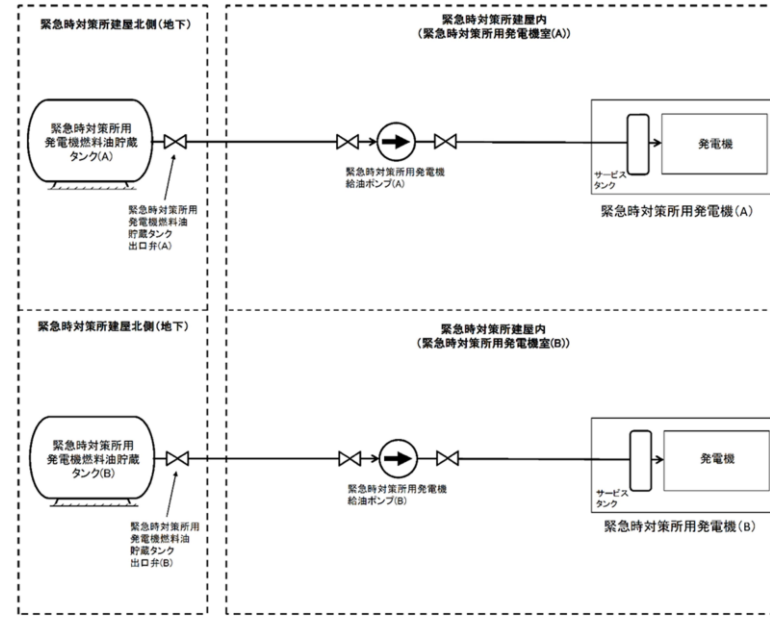 緊急時対策所建屋北側(地下)
緊急時対策所建屋内
(緊急時対策所用発電機室(A))
緊急時対策所用
発電機燃料油貯蔵
タンク(A)
緊急時対策所用
発電機燃料油
貯蔵タンク
出口弁(A)
緊急時対策所用発電機
給油ポンプ(A)
サービス
タンク
発電機
緊急時対策所用発電機(A)
緊急時対策所建屋北側(地下)
緊急時対策所建屋内
(緊急時対策所用発電機室(B))
緊急時対策所用
発電機燃料油貯蔵
タンク(B)
緊急時対策所用
発電機燃料油
貯蔵タンク
出口弁(B)
緊急時対策所用発電機
給油ポンプ(B)
サービス
タンク
発電機
緊急時対策所用発電機(B)